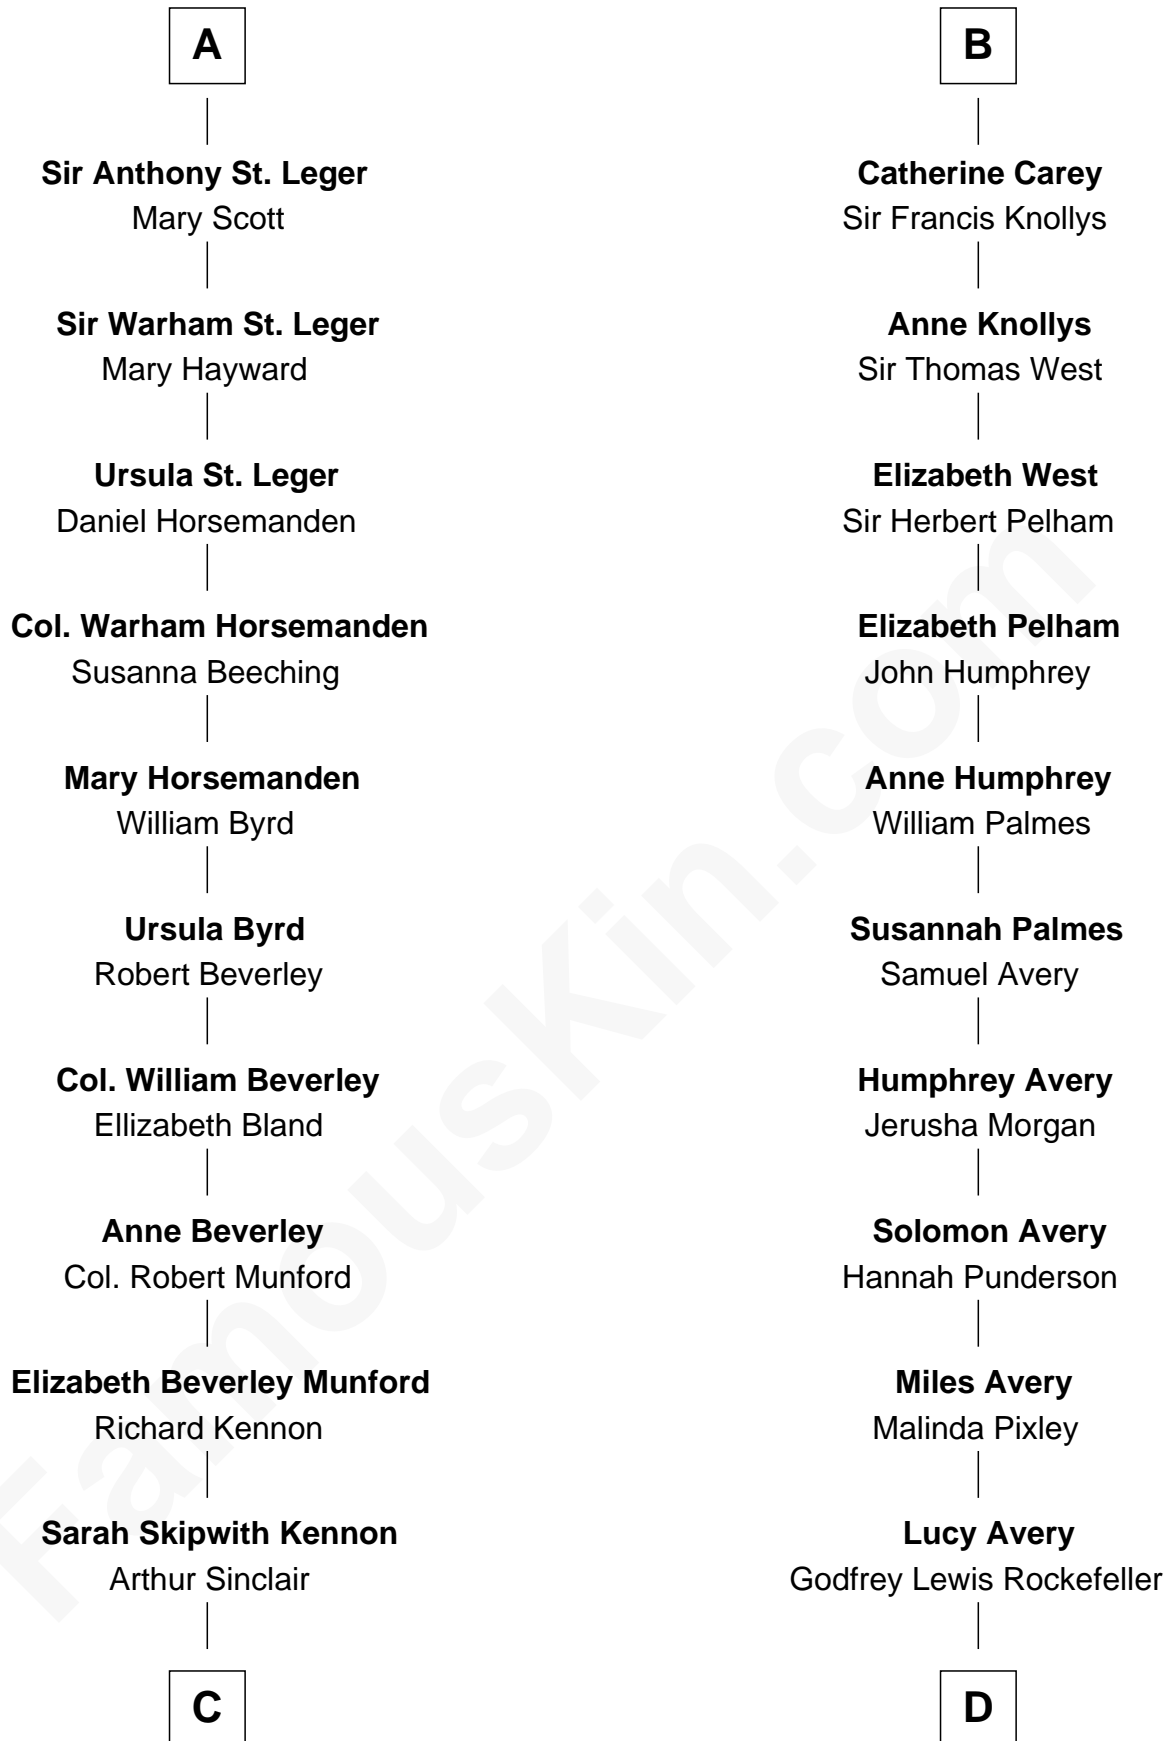 A
Sir Anthony St. Leger
Mary Scott
Sir Warham St. Leger
Mary Hayward
Ursula St. Leger
Daniel Horsemanden
Col. Warham Horsemanden
Susanna Beeching
Mary Horsemanden
William Byrd
Ursula Byrd
Robert Beverley
Col. William Beverley
Ellizabeth Bland
Anne Beverley
Col. Robert Munford
Elizabeth Beverley Munford
Richard Kennon
Sarah Skipwith Kennon
Arthur Sinclair
C
B
Catherine Carey
Sir Francis Knollys
Anne Knollys
Sir Thomas West
Elizabeth West
Sir Herbert Pelham
Elizabeth Pelham
John Humphrey
Anne Humphrey
William Palmes
Susannah Palmes
Samuel Avery
Humphrey Avery
Jerusha Morgan
Solomon Avery
Hannah Punderson
Miles Avery
Malinda Pixley
Lucy Avery
Godfrey Lewis Rockefeller
D
FamousKin.com